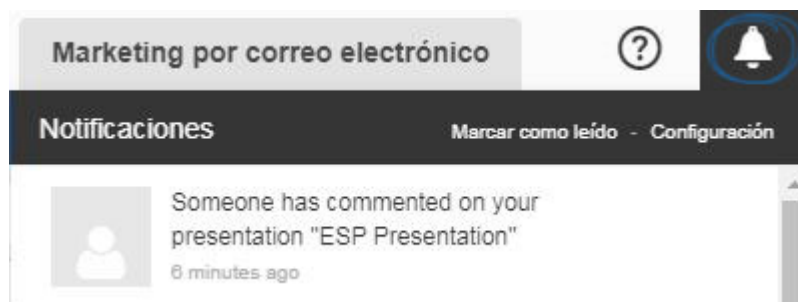 Marketing por correo electrónico
Notificaciones
Marcar como leído - Configuración
Someone has commented on your
presentation "ESP Presentation"
6 minutes ago